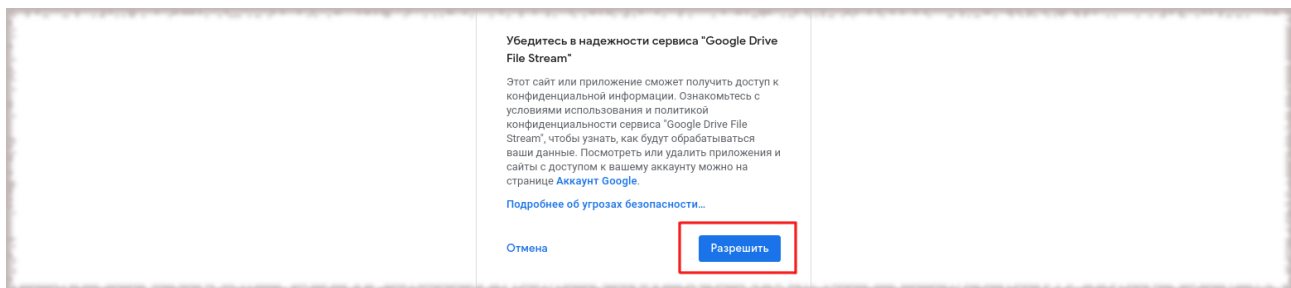 Убедитесь в надежности сервиса "Google Drive
File Stream"
Этот сайт или приложение сможет получить доступ к
конфиденциальной информации. Ознакомьтесь с
условиями использования и политикой
конфиденциальности сервиса "Google Drive File
Stream", чтобы узнать, как будут обрабатываться
ваши данные. Посмотреть или удалить приложения и
сайты с доступом к вашему аккаунту можно на
странице Аккаунт Google.
Подробнее об угрозах безопасности...
Отмена Разрешить